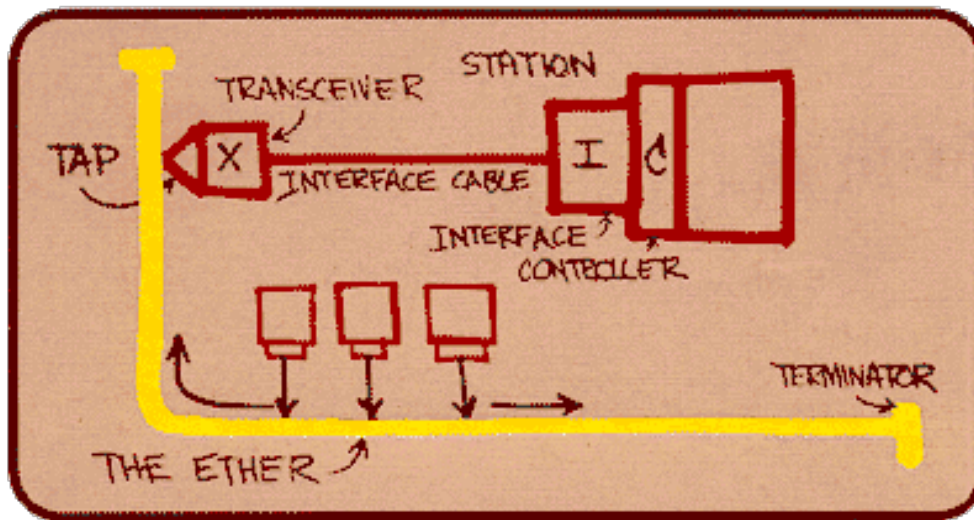 STATION
TRANSCEIVER
TAP
X
I
C
INTERFACE CABLE
INTERFACE
CONTROLLER
TERMINATOR
THE ETHER